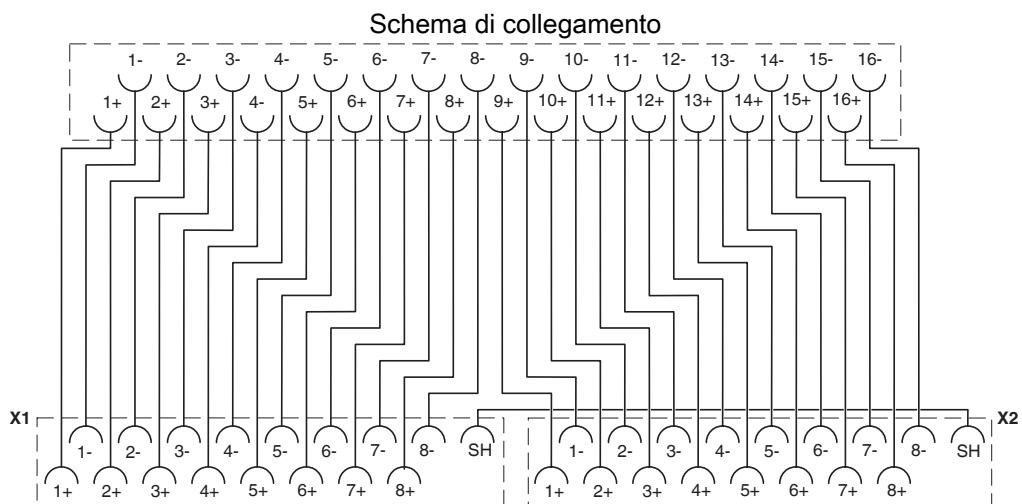 Schema di collegamento
1- 2- 3- 4- 5- 6- 7- 8- 9- 10- 11- 12- 13- 14- 15- 16-
1+ 2+ 3+ 4- 5+ 6+ 7+ 8+ 9+ 10+ 11+ 12+ 13+ 14+ 15+ 16+
X1 X2
1- 2- 3- 4- 5- 6- 7- 8- SH 1- 2- 3- 4- 5- 6- 7- 8- SH
1+ 2+ 3+ 4+ 5+ 6+ 7+ 8+ 1+ 2+ 3+ 4+ 5+ 6+ 7+ 8+